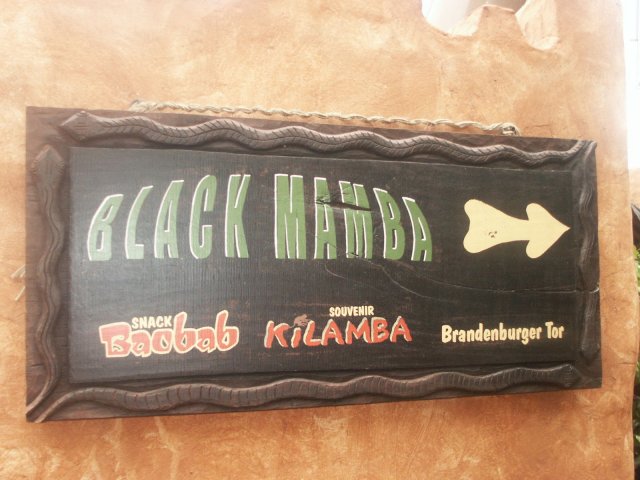 BLACK MAMBA
SNACK
Baobab
SOUVENIR
KiLAMBA
Brandenburger Tor